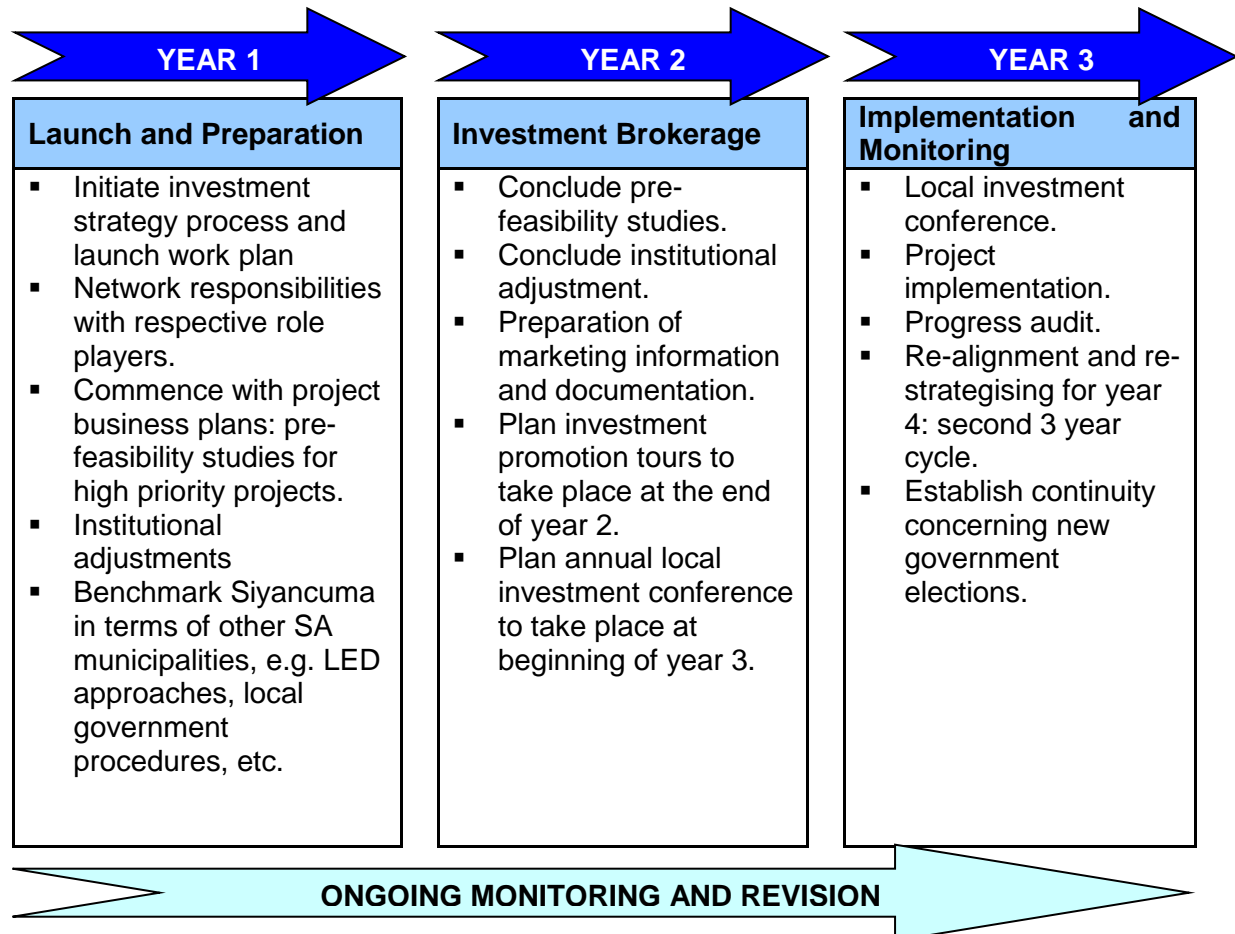 YEAR 1
YEAR 2
YEAR 3
Launch and Preparation
▪ Initiate investment
strategy process and
launch work plan
▪ Network responsibilities
with respective role
players.
▪ Commence with project
business plans: pre-
feasibility studies for
high priority projects.
▪ Institutional
adjustments
▪ Benchmark Siyancuma
in terms of other SA
municipalities, e.g. LED
approaches, local
government
procedures, etc.
Investment Brokerage
▪ Conclude pre-
feasibility studies.
▪ Conclude institutional
adjustment.
▪ Preparation of
marketing information
and documentation.
▪ Plan investment
promotion tours to
take place at the end
of year 2.
▪ Plan annual local
investment conference
to take place at
beginning of year 3.
Implementation and
Monitoring
▪ Local investment
conference.
▪ Project
implementation.
▪ Progress audit.
▪ Re-alignment and re-
strategising for year
4: second 3 year
cycle.
▪ Establish continuity
concerning new
government
elections.
ONGOING MONITORING AND REVISION